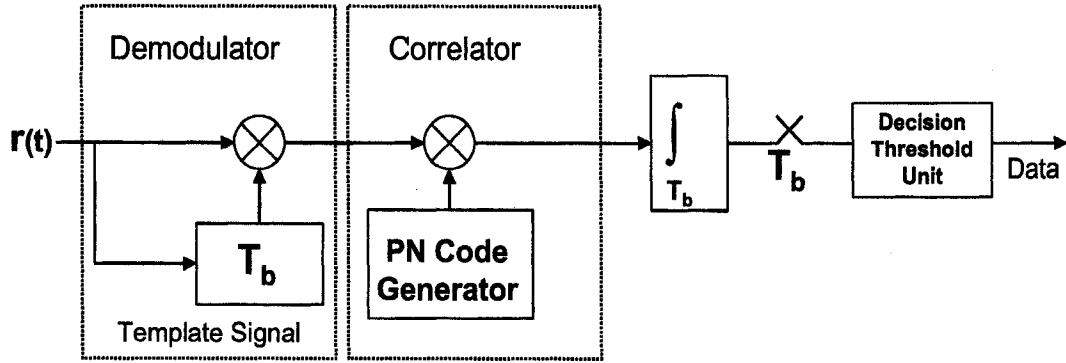 Demodulator
Correlator
r(t)
∫
T_b
T_b
Decision
Threshold
Unit
Data
T_b
PN Code
Generator
Template Signal